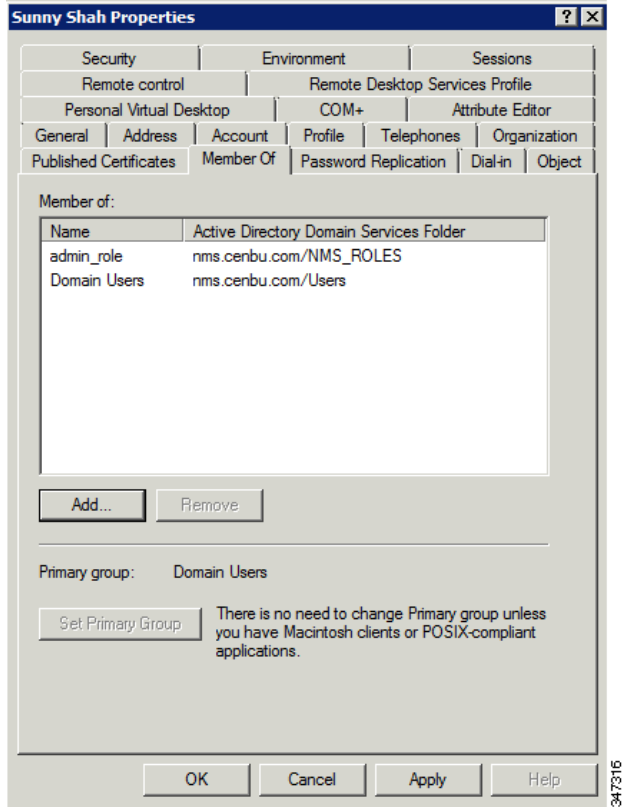 Sunny Shah Properties
Security Environment Sessions
Remote control Remote Desktop Services Profile
Personal Virtual Desktop COM+ Attribute Editor
General Address Account Profile Telephones Organization
Published Certificates Member Of Password Replication Dial-in Object
Member of:
Name Active Directory Domain Services Folder
admin_role nms.cenbu.com/NMS_ROLES
Domain Users nms.cenbu.com/Users
Add... Remove
Primary group: Domain Users
Set Primary Group
There is no need to change Primary group unless
you have Macintosh clients or POSIX-compliant
applications.
OK Cancel Apply Help
347316